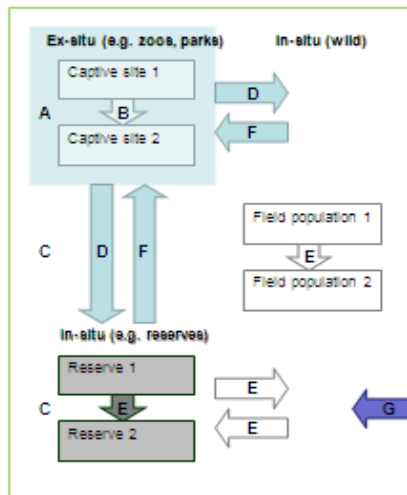 Ex-situ (e.g. zoos, parks)
In-situ (wild)
Captive site 1
D
A
B
F
Captive site 2
Field population 1
C
D
F
E
Field population 2
In-situ (e.g. reserves)
Reserve 1
E
C
E
G
E
Reserve 2